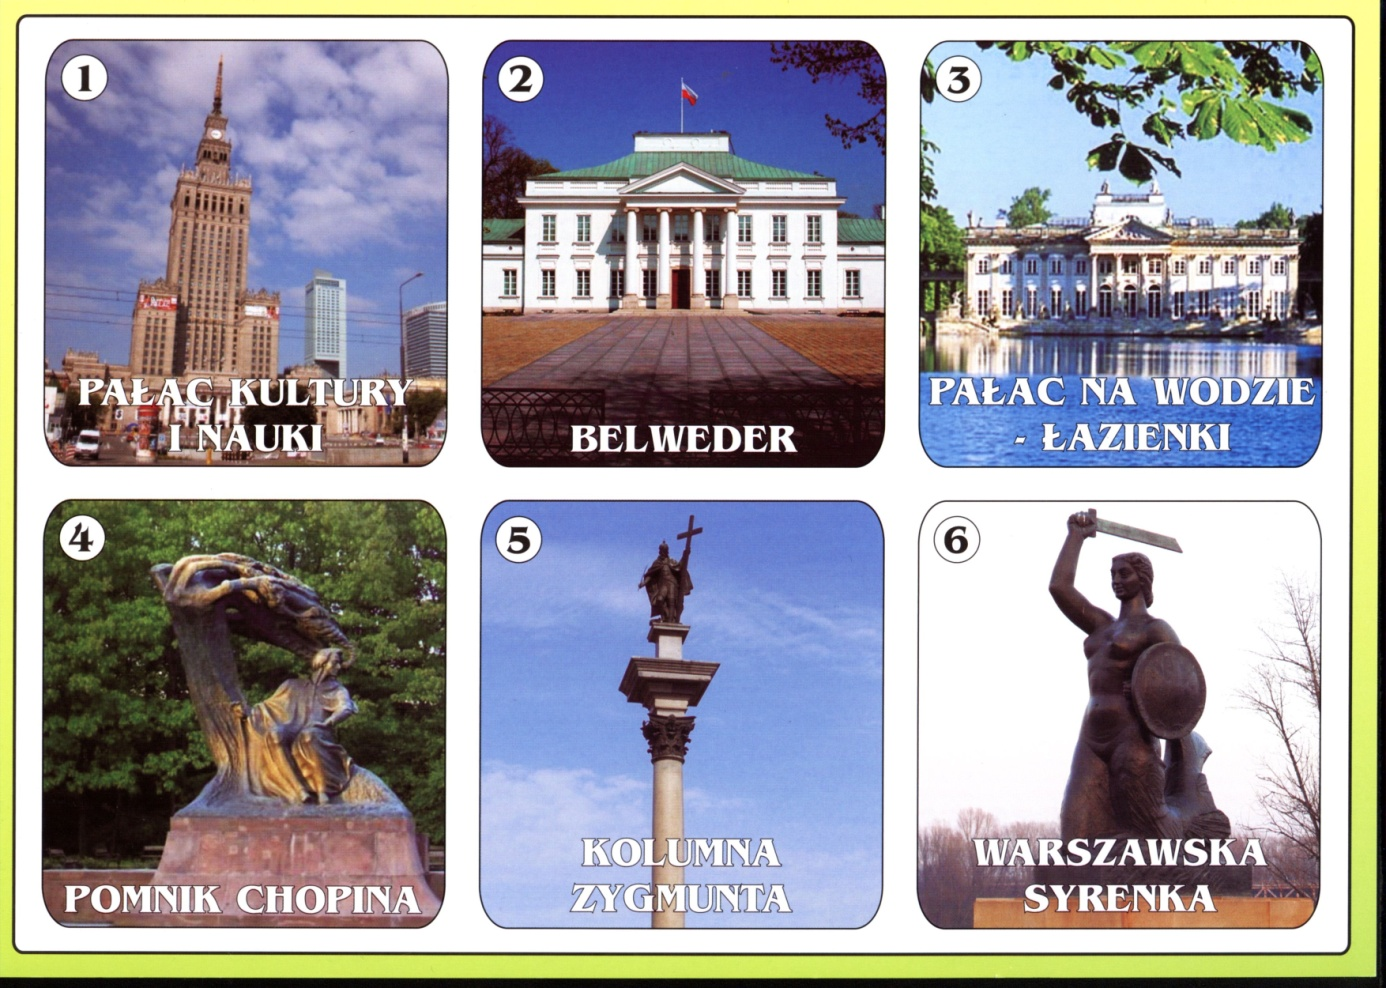 1
PAŁAC KULTURY
I NAUKI
2
BELWEDER
3
PAŁAC NA WODZIE
- ŁAZIENKI
4
POMNIK CHOPINA
5
KOLUMNA
ZYGMUNTA
6
WARSZAWSKA
SYRENKA